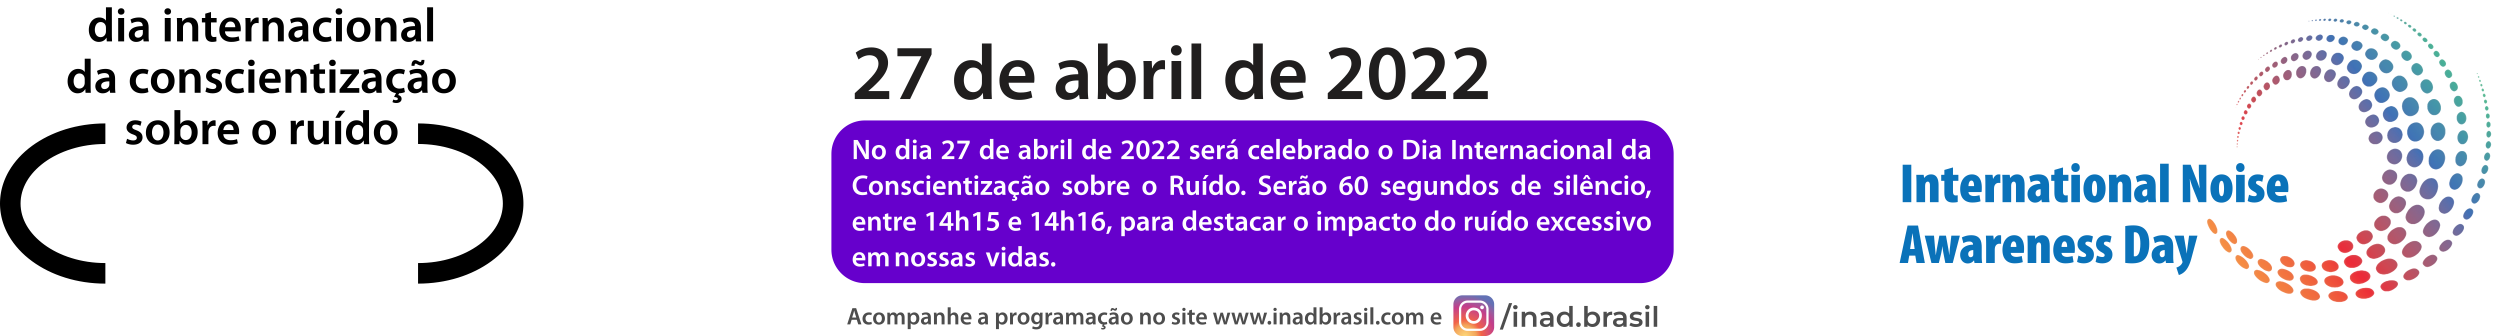 dia internacional
da conscientização
sobre o ruído
27 de abril de 2022
No dia 27 de abril de 2022 será celebrado o Dia Internacional da
Conscientização sobre o Ruído. Serão 60 segundos de silêncio,
entre 14h15 e 14h16, para destacar o impacto do ruído excessivo
em nossas vidas.
Acompanhe a programação no site www.inadbrasil.com e /inad.brasil
International Noise
Awareness Day